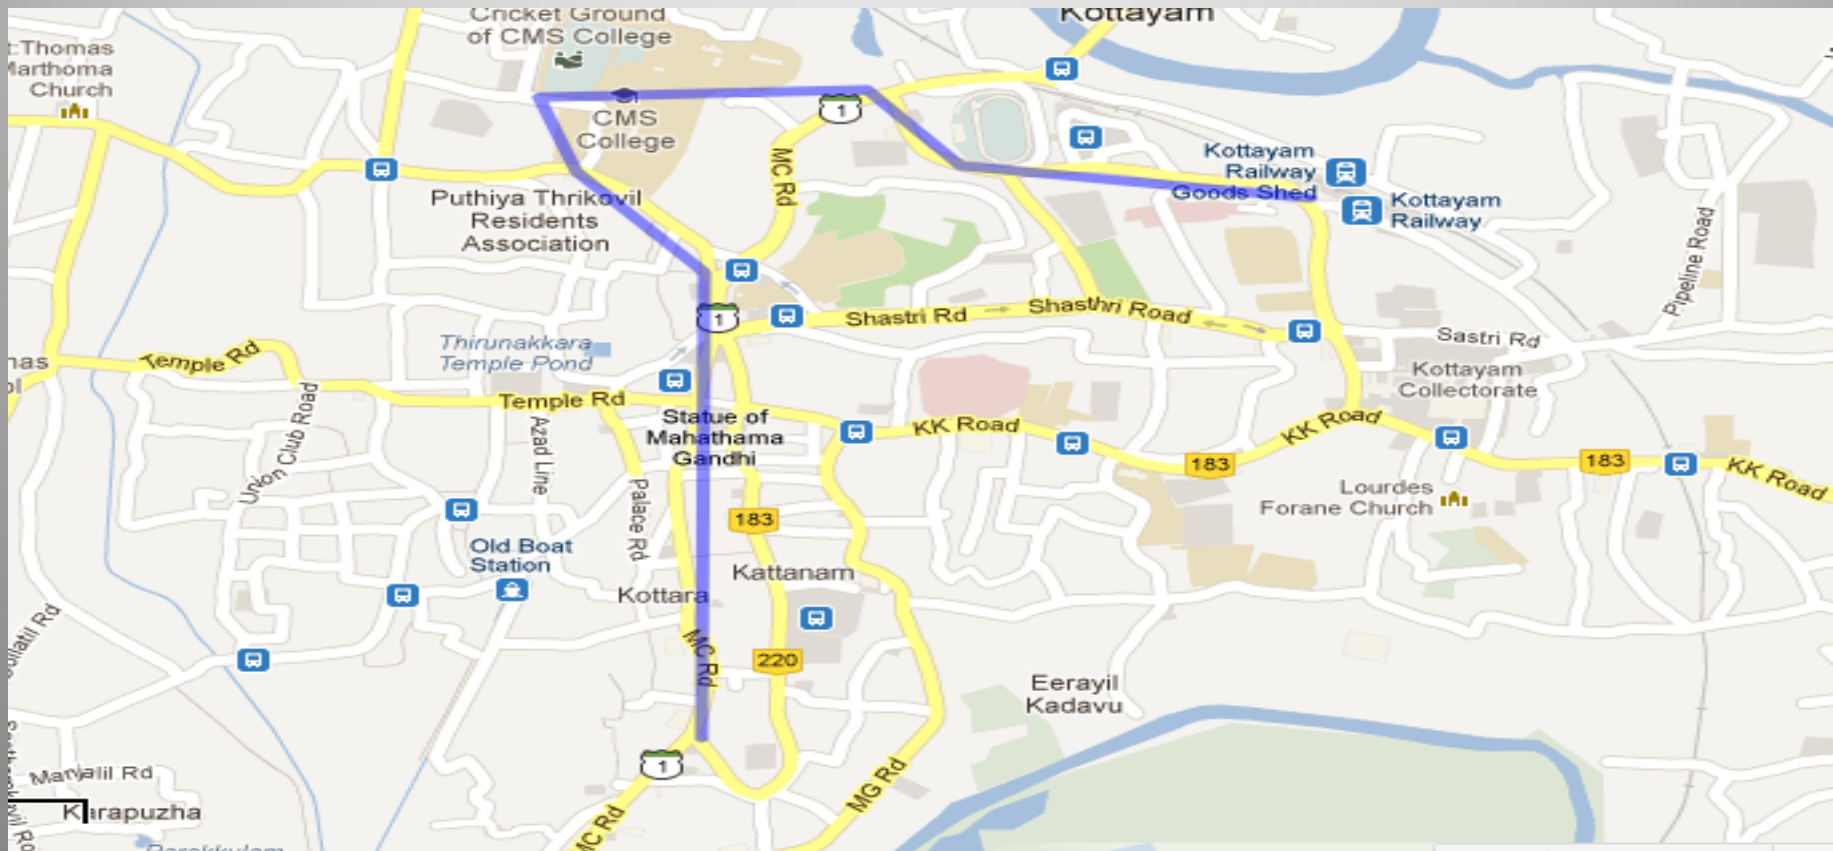 Cricket Ground
of CMS College
Kottayam
t:Thomas
Marthoma
Church
1
CMS
College
MC Rd
Kottayam
Railway
Goods Shed
Kottayam
Railway
Puthiya Thrikovil
Residents
Association
Pipeline Road
1
Shastri Rd
Shasthri Road
Sastri Rd
Thirunakkara
Temple Pond
Temple Rd
Kottayam
Collectorate
Temple Rd
Union Club Road
Azad Line
Statue of
Mahathama
Gandhi
KK Road
KK Road
183
183
KK Road
Palace Rd
Lourdes
Forane Church
183
Old Boat
Station
Kattanam
Kottara
MC Rd
220
Eerayil
Kadavu
1
Manjalil Rd
MG Rd
Karapuzha
MC Rd